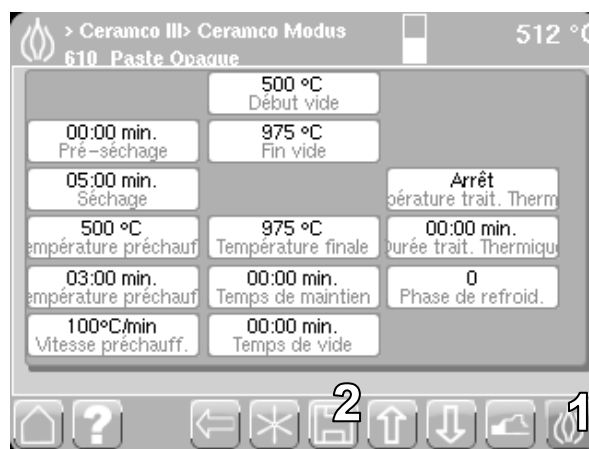 > Ceramco III> Ceramco Modus
512 °C
610 Paste Opaque
500 °C
Début vide
00:00 min.
Pré-séchage
975 °C
Fin vide
05:00 min.
Séchage
Arrêt
pérature trait. Therm
500 °C
empérature préchauf
975 °C
Température finale
00:00 min.
Durée trait. Thermique
03:00 min.
empérature préchauf
00:00 min.
Temps de maintien
0
Phase de refroid.
100°C/min
Vitesse préchauff.
00:00 min.
Temps de vide
2
1
?